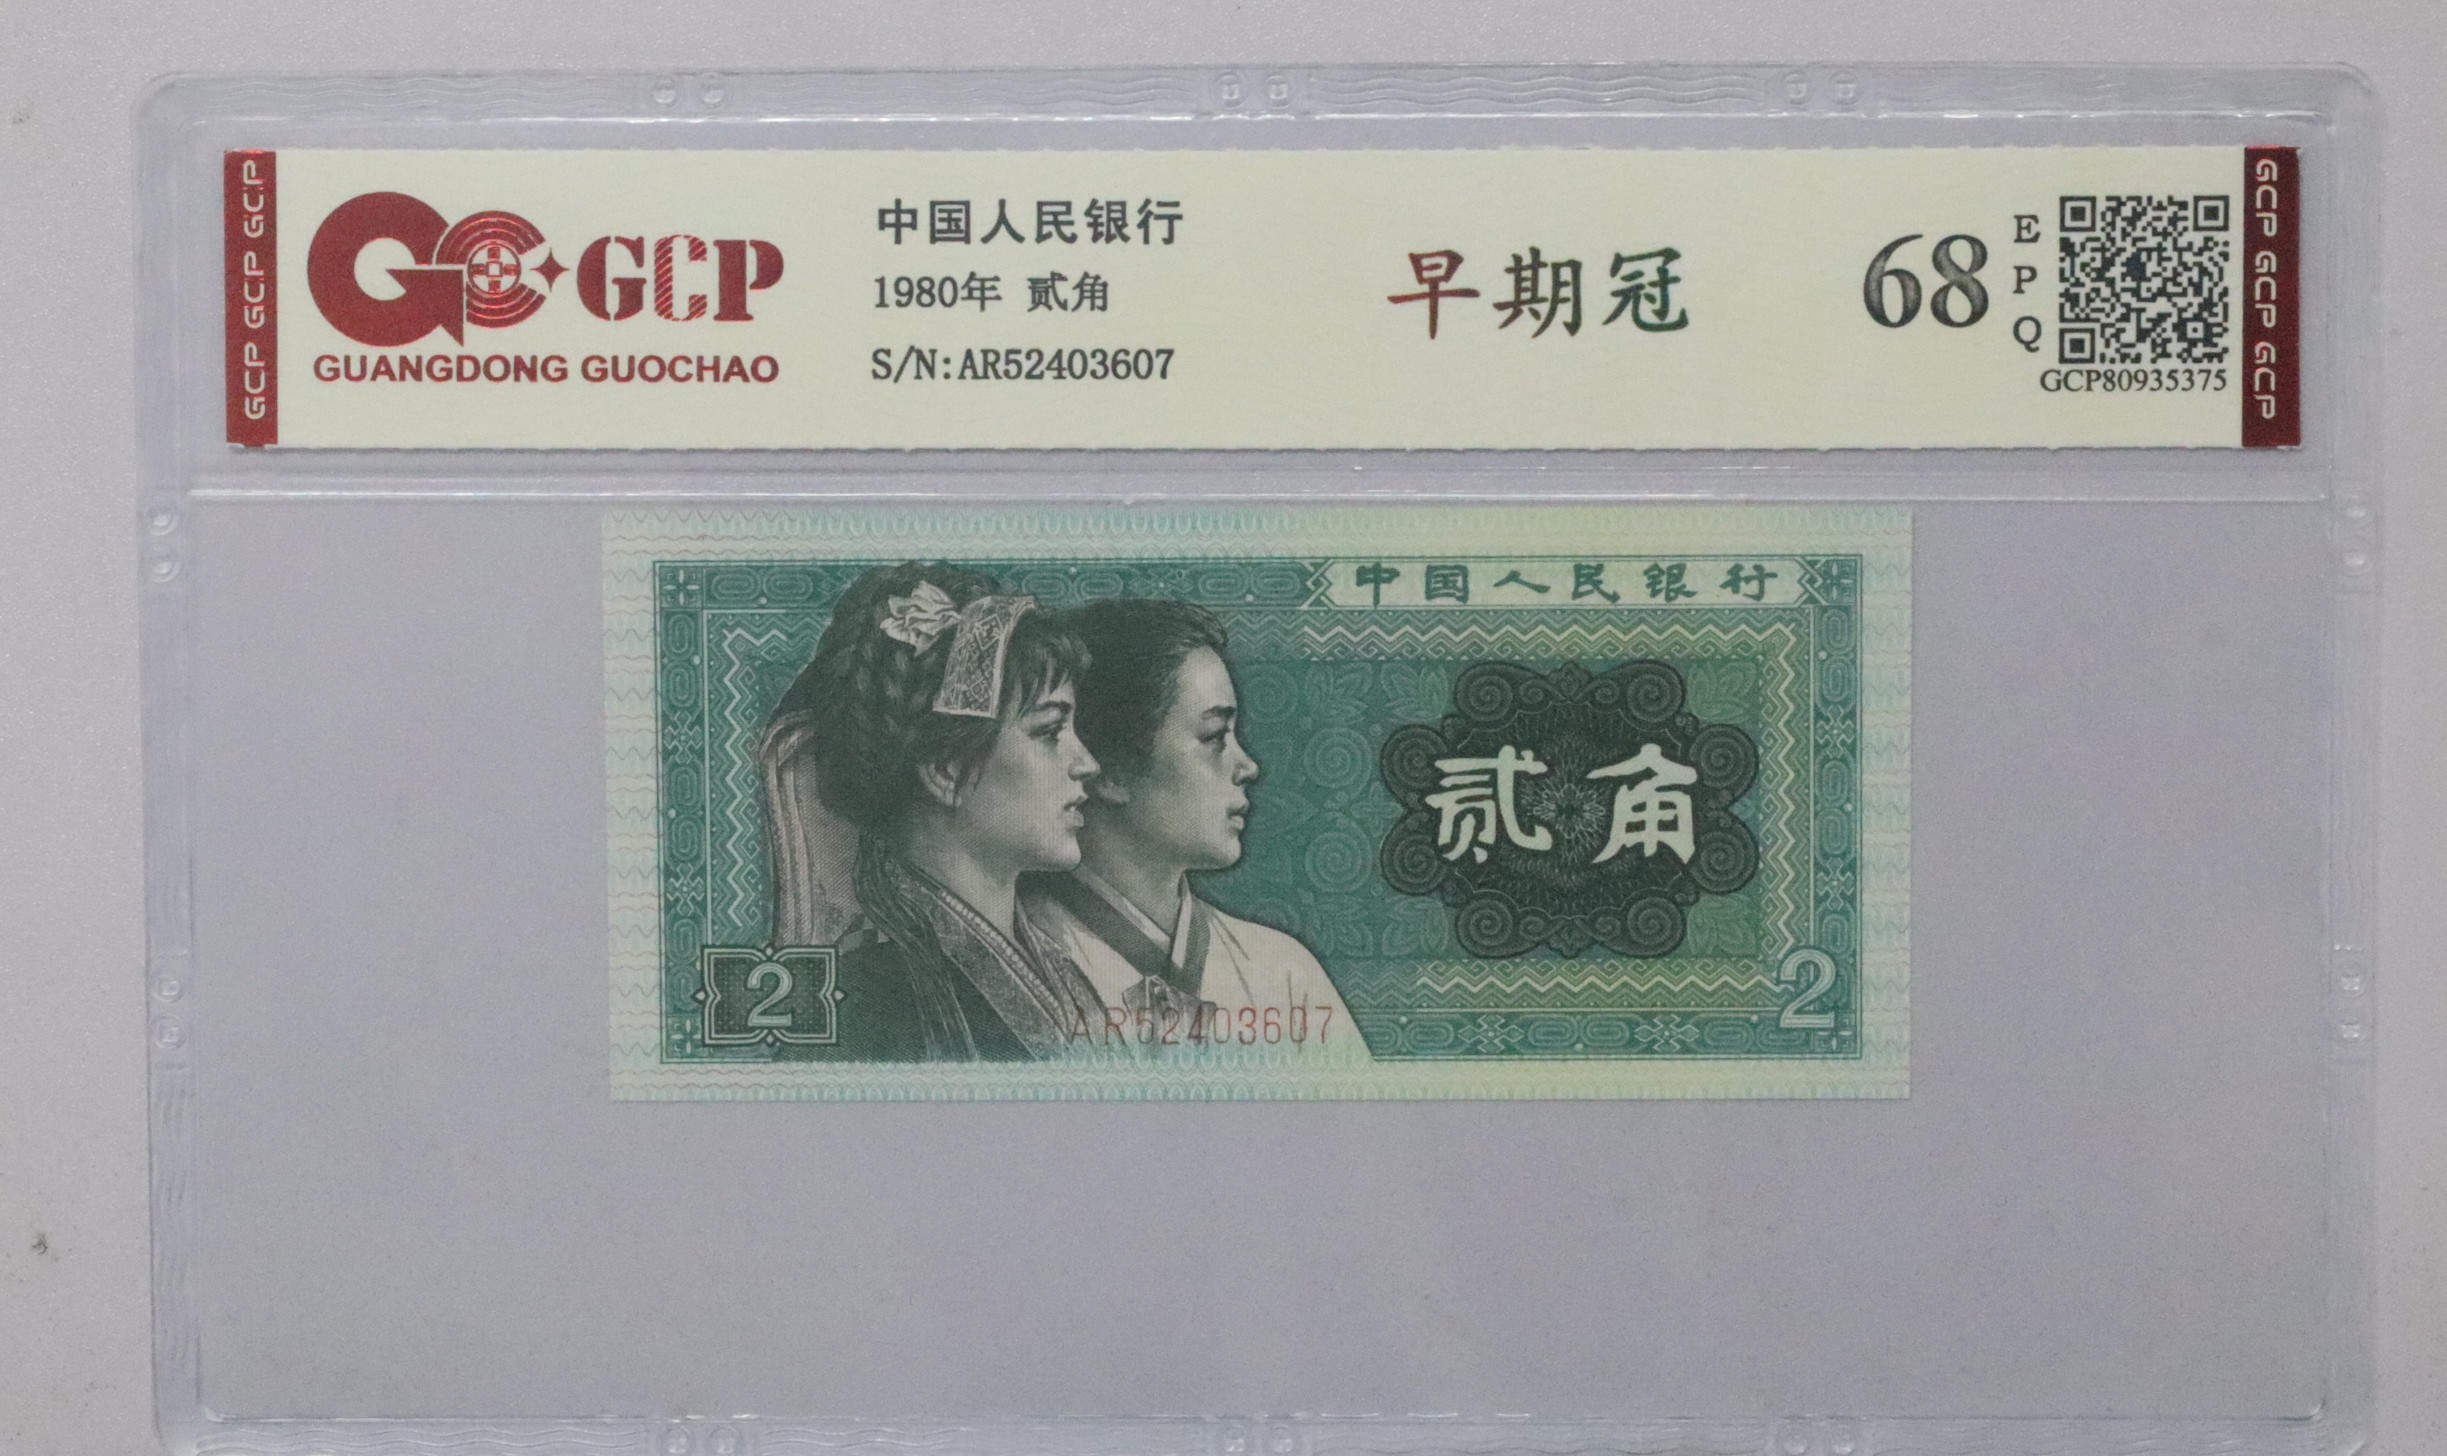 GCP GCP GCP
GCP
GUANGDONG GUOCHAO
中国人民银行
1980年 贰角
S/N:AR52403607
早期冠
68
E
P
Q
GCP80935375
GCP GCP GCP
中国人民银行
贰角
2
2
AR52403607